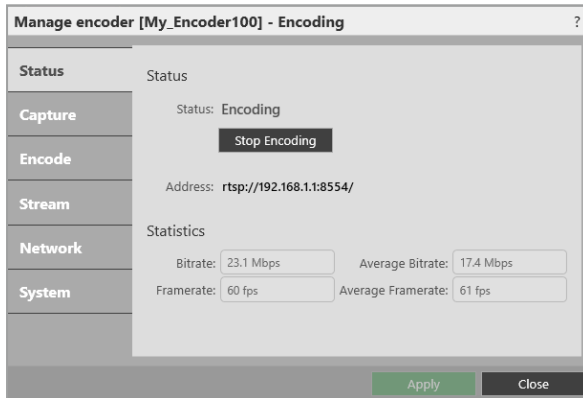 Manage encoder [My_Encoder100] - Encoding ?
Status
Capture
Encode
Stream
Network
System
Status
Status: Encoding
Stop Encoding
Address: rtsp://192.168.1.1:8554/
Statistics
Bitrate: 23.1 Mbps Average Bitrate: 17.4 Mbps
Framerate: 60 fps Average Framerate: 61 fps
Apply Close